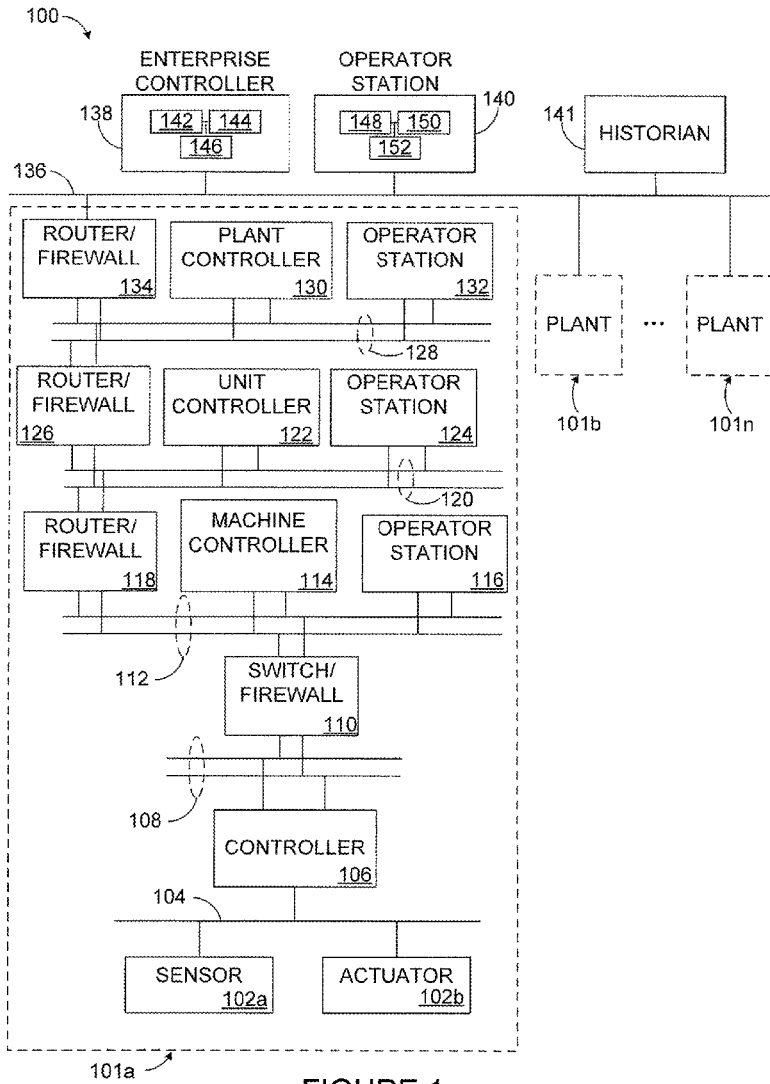 100
ENTERPRISE CONTROLLER
OPERATOR STATION
138
142
144
146
148
150
152
140
141
HISTORIAN
136
ROUTER/
FIREWALL
134
PLANT
CONTROLLER
130
OPERATOR
STATION
132
128
PLANT
...
PLANT
101b
101n
ROUTER/
FIREWALL
126
UNIT
CONTROLLER
122
OPERATOR
STATION
124
120
ROUTER/
FIREWALL
118
MACHINE
CONTROLLER
114
OPERATOR
STATION
116
112
SWITCH/
FIREWALL
110
108
CONTROLLER
106
104
SENSOR
102a
ACTUATOR
102b
101a
FIGURE 1